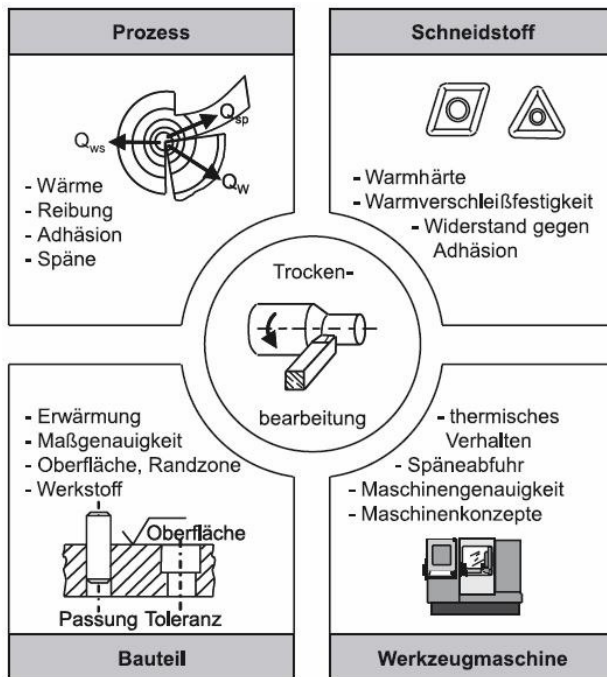 Prozess
Q_sp
Q_ws
Q_W
- Wärme
- Reibung
- Adhäsion
- Späne
Schneidstoff
- Warmhärte
- Warmverschleißfestigkeit
- Widerstand gegen
Adhäsion
Trocken-
bearbeitung
- Erwärmung
- Maßgenauigkeit
- Oberfläche, Randzone
- Werkstoff
Oberfläche
Passung Toleranz
Bauteil
- thermisches
Verhalten
- Späneabfuhr
- Maschinengenauigkeit
- Maschinenkonzepte
Werkzeugmaschine